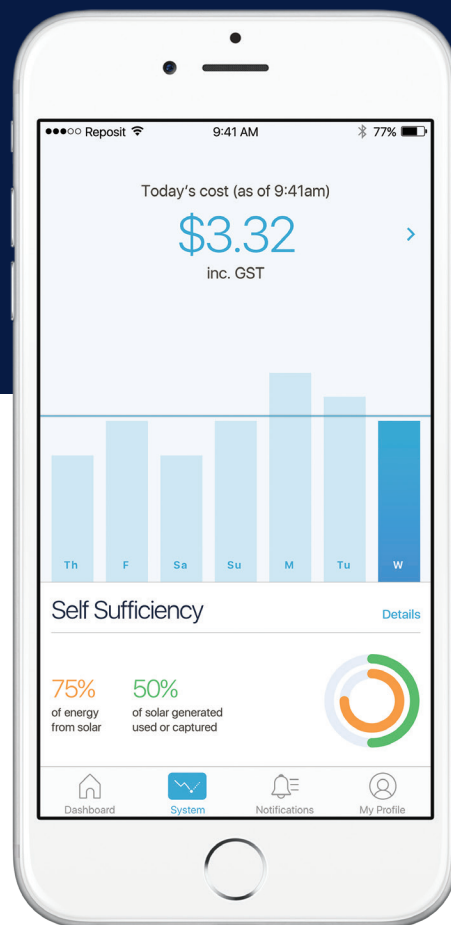 Reposit 9:41 AM 77%
Today's cost (as of 9:41am)
$3.32
inc. GST
Th F Sa Su M Tu W
Self Sufficiency Details
75% 50%
of energy of solar generated
from solar used or captured
Dashboard System Notifications My Profile